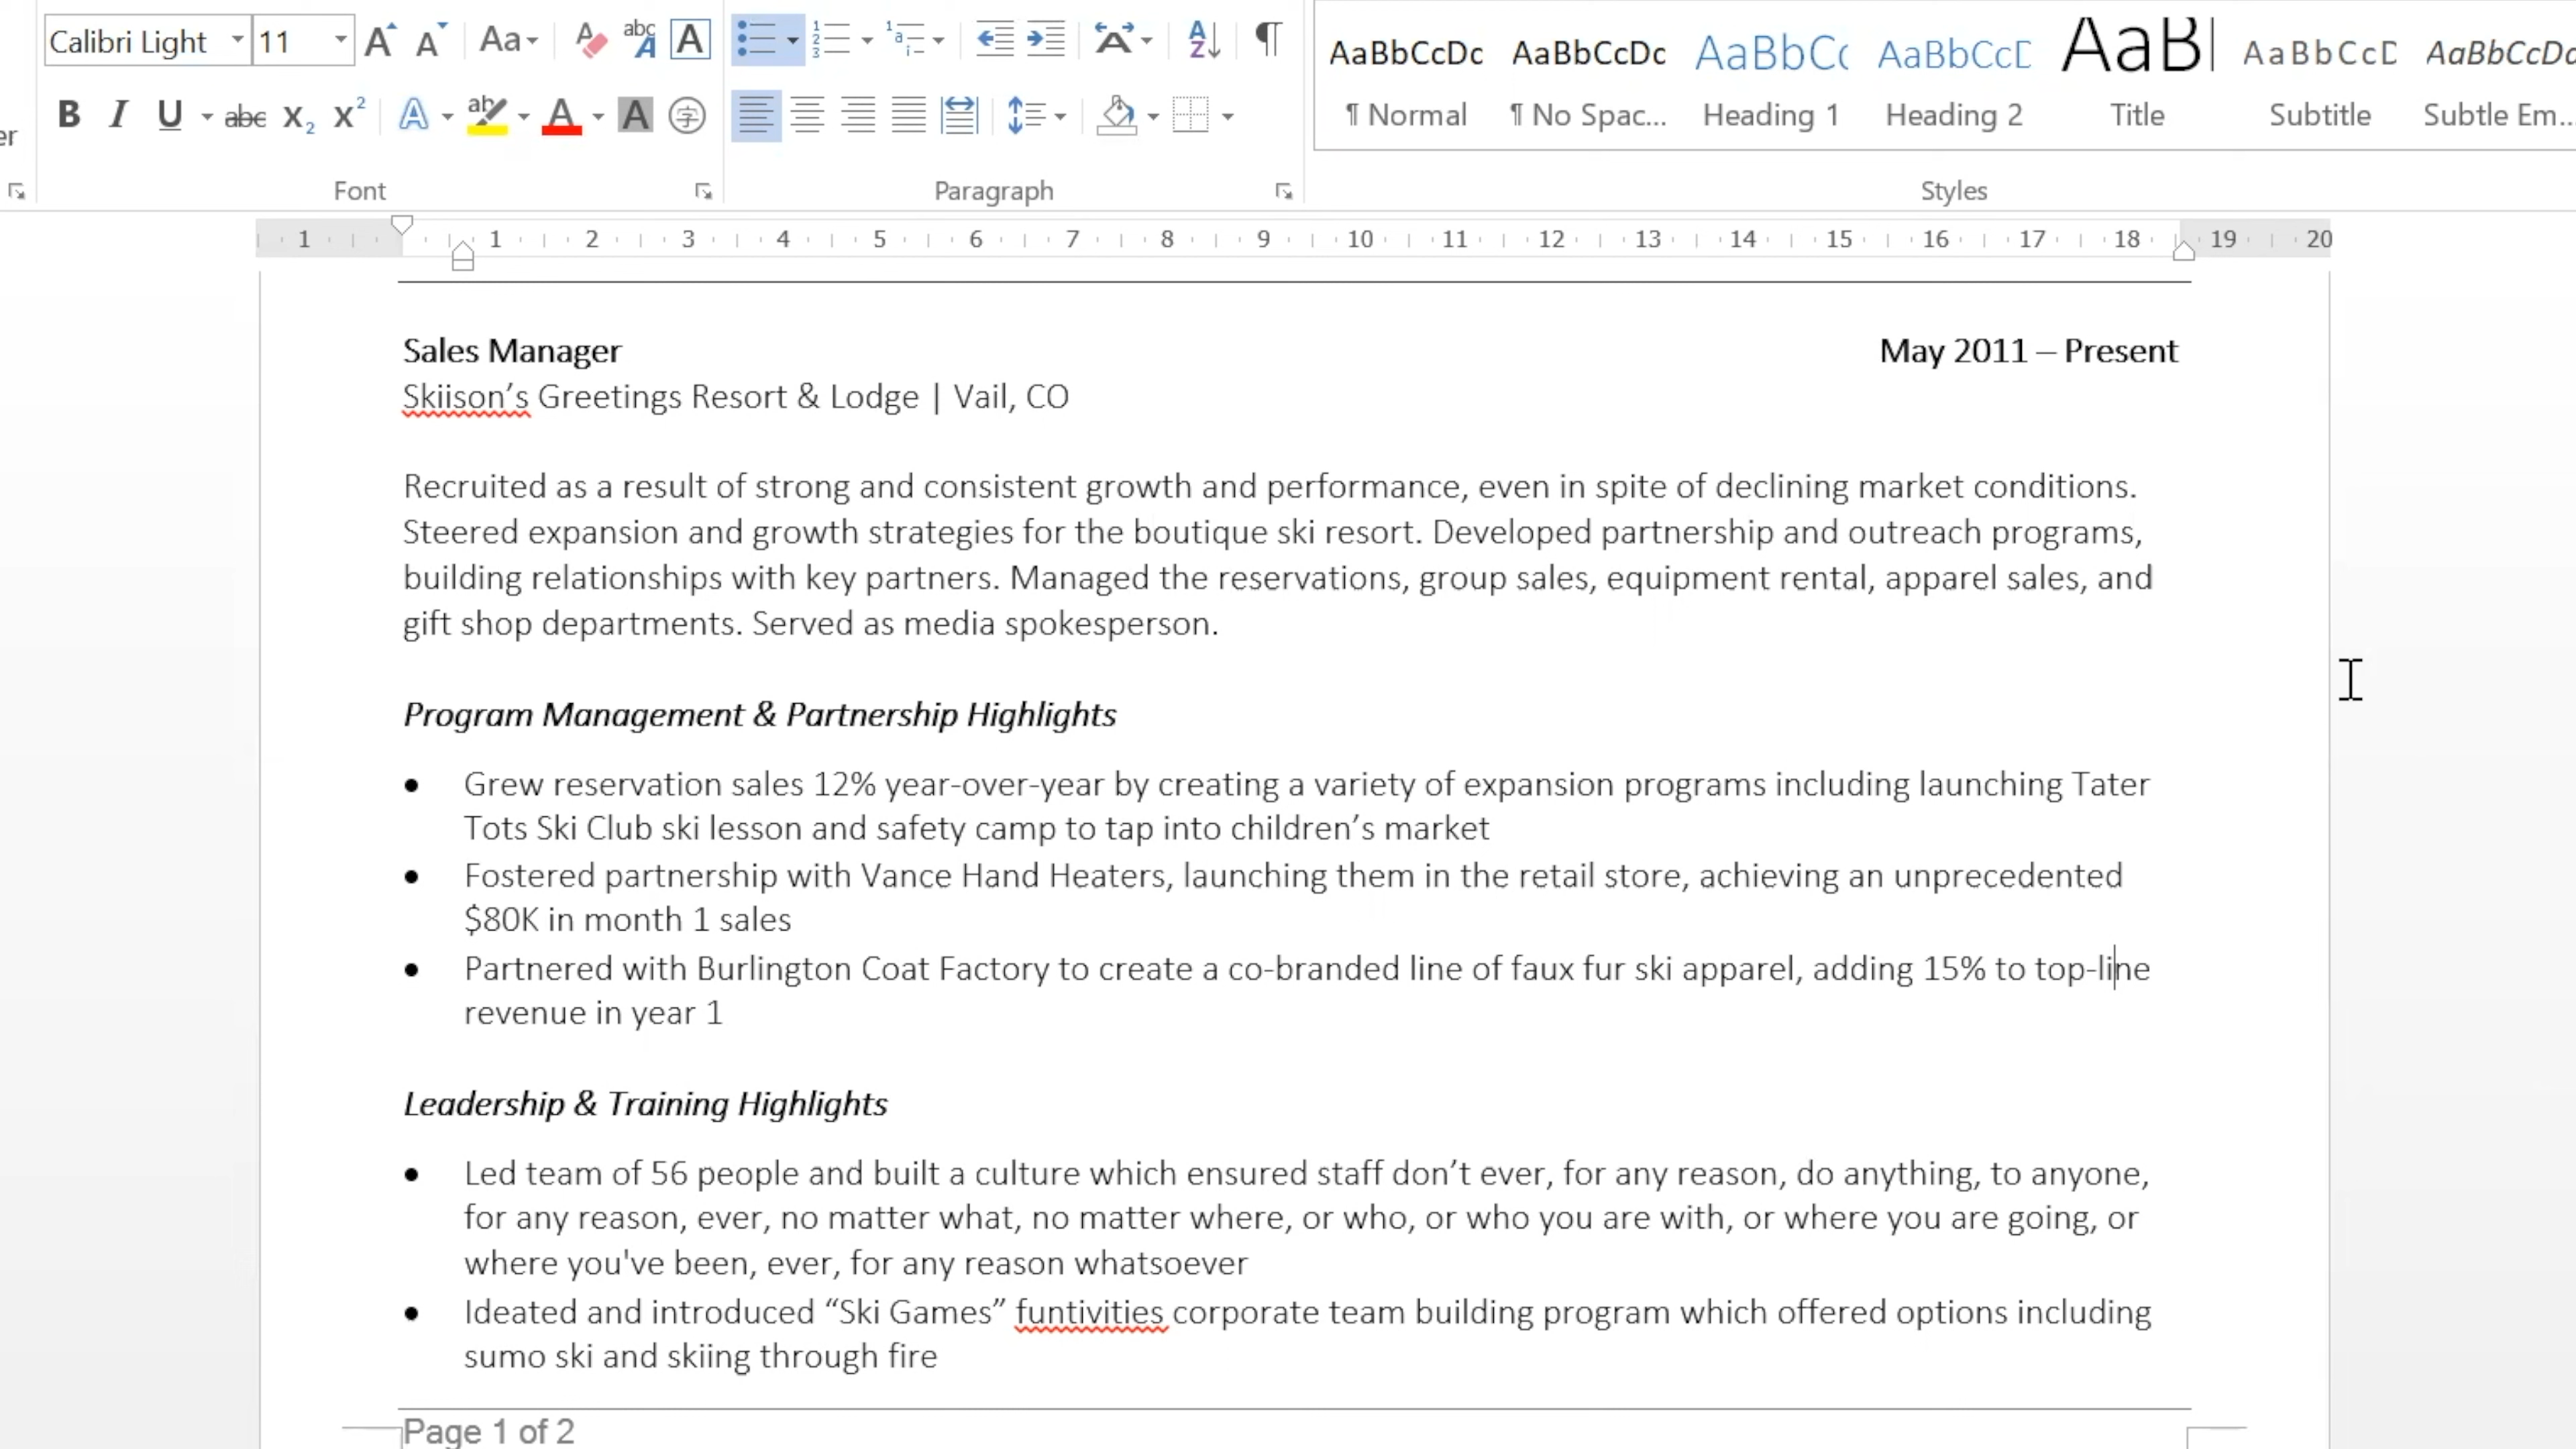 Calibri Light 11 A A Aa abc A A
B I U abc X2 X2 A ab A A 字
er
Font Paragraph Styles
AaBbCcDc AaBbCcDc AaBbC AaBbCcD AaB AaBbCcD AaBbCcDc
¶ Normal ¶ No Spac... Heading 1 Heading 2 Title Subtitle Subtle Em...
1 1 2 3 4 5 6 7 8 9 10 11 12 13 14 15 16 17 18 19 20
Sales Manager May 2011 – Present
Skiison’s Greetings Resort & Lodge | Vail, CO
Recruited as a result of strong and consistent growth and performance, even in spite of declining market conditions.
Steered expansion and growth strategies for the boutique ski resort. Developed partnership and outreach programs,
building relationships with key partners. Managed the reservations, group sales, equipment rental, apparel sales, and
gift shop departments. Served as media spokesperson.
Program Management & Partnership Highlights
● Grew reservation sales 12% year-over-year by creating a variety of expansion programs including launching Tater
Tots Ski Club ski lesson and safety camp to tap into children’s market
● Fostered partnership with Vance Hand Heaters, launching them in the retail store, achieving an unprecedented
$80K in month 1 sales
● Partnered with Burlington Coat Factory to create a co-branded line of faux fur ski apparel, adding 15% to top-line
revenue in year 1
Leadership & Training Highlights
● Led team of 56 people and built a culture which ensured staff don’t ever, for any reason, do anything, to anyone,
for any reason, ever, no matter what, no matter where, or who, or who you are with, or where you are going, or
where you've been, ever, for any reason whatsoever
● Ideated and introduced “Ski Games” funtivities corporate team building program which offered options including
sumo ski and skiing through fire
Page 1 of 2